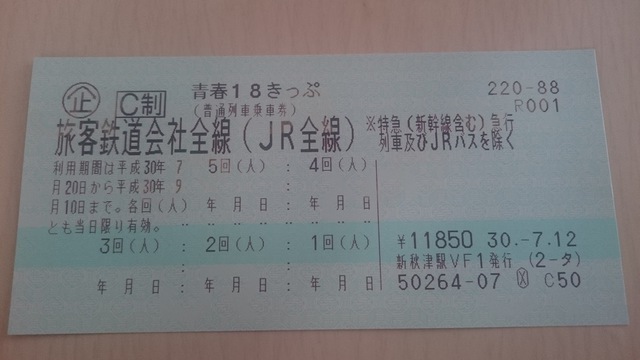 企 C制 青春18きっぷ 220-88
(普通列車乗車券) R001
旅客鉄道会社全線(JR全線) ※特急(新幹線含む)急行
列車及びJRバスを除く
利用期間は平成30年 7 5回(人) : 4回(人)
月20日から平成30年 9 : :
月10日まで。各回(人) 年 月 日: 年 月 日
とも当日限り有効。
3回(人) : 2回(人) : 1回(人) ¥11850 30.-7.12
: : 新秋津駅VF1発行 (2-タ)
年 月 日: 年 月 日: 年 月 日 50264-07 C50